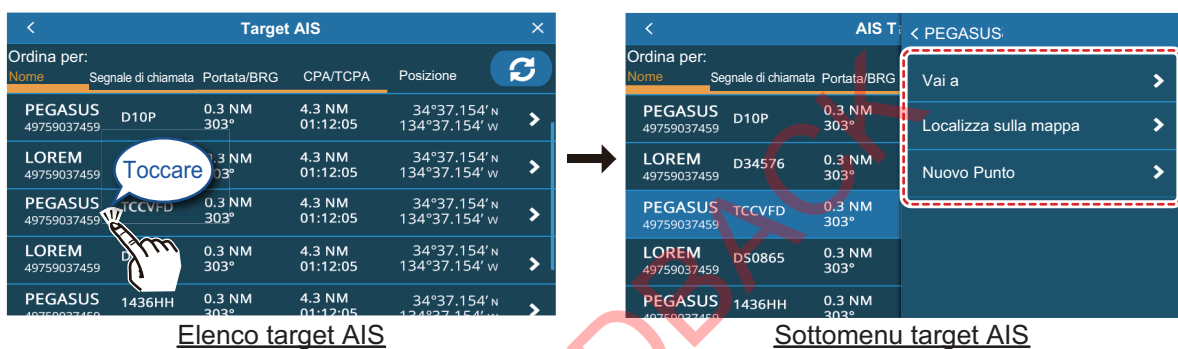 Target AIS
Ordina per:
Nome Segnale di chiamata Portata/BRG CPA/TCPA Posizione
PEGASUS D10P 0.3 NM 4.3 NM 34°37.154′ N
49759037459 303° 01:12:05 134°37.154′ W
LOREM 0.3 NM 4.3 NM 34°37.154′ N
49759037459 303° 01:12:05 134°37.154′ W
Toccare
PEGASUS TCCVFD 0.3 NM 4.3 NM 34°37.154′ N
49759037459 303° 01:12:05 134°37.154′ W
LOREM D 0.3 NM 4.3 NM 34°37.154′ N
49759037459 303° 01:12:05 134°37.154′ W
PEGASUS 1436HH 0.3 NM 4.3 NM 34°37.154′ N
49759037459 303° 01:12:05 134°37.154′ W
Elenco target AIS
AIS T
Ordina per:
Nome Segnale di chiamata Portata/BRG
PEGASUS D10P 0.3 NM
49759037459 303°
LOREM D34576 0.3 NM
49759037459 303°
PEGASUS TCCVFD 0.3 NM
49759037459 303°
LOREM DS0865 0.3 NM
49759037459 303°
PEGASUS 1436HH 0.3 NM
49759037459 303°
< PEGASUS
Vai a
Localizza sulla mappa
Nuovo Punto
Sottomenu target AIS